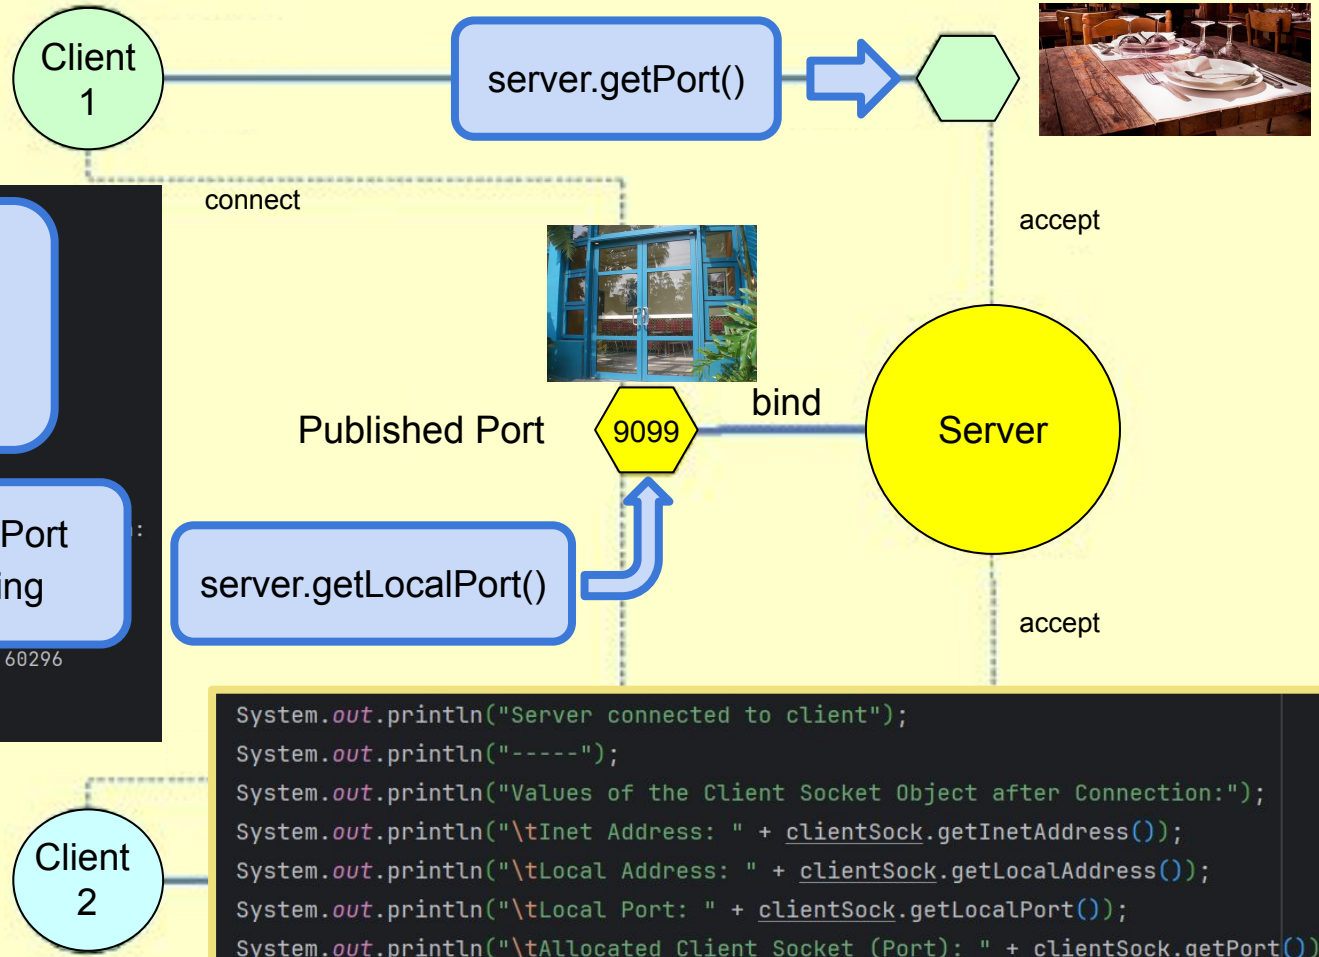 Client
1
server.getPort()
connect
accept
Published Port
9099
bind
Server
Port
:
ing
server.getLocalPort()
accept
60296
System.out.println("Server connected to client");
System.out.println("-----");
System.out.println("Values of the Client Socket Object after Connection:");
System.out.println("\tInet Address: " + clientSock.getInetAddress());
System.out.println("\tLocal Address: " + clientSock.getLocalAddress());
System.out.println("\tLocal Port: " + clientSock.getLocalPort());
System.out.println("\tAllocated Client Socket (Port): " + clientSock.getPort())
Client
2